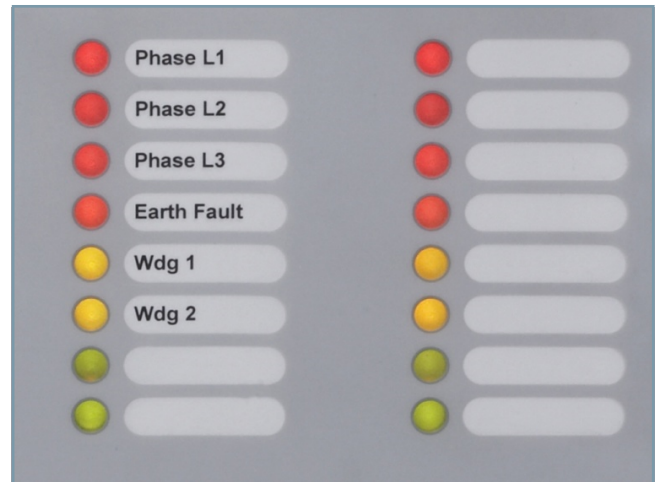 Phase L1
Phase L2
Phase L3
Earth Fault
Wdg 1
Wdg 2